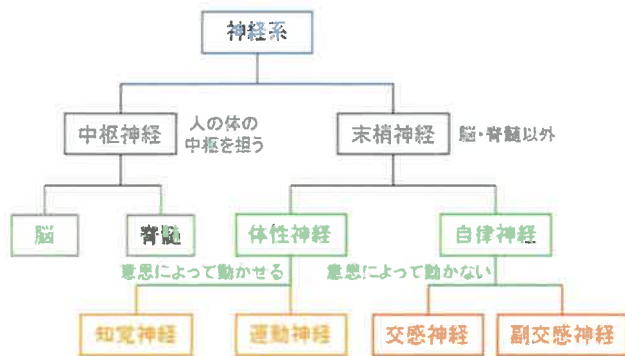 神経系
中枢神経
人の体の
中枢を担う
末梢神経
脳・脊髄以外
脳
脊髄
体性神経
自律神経
意思によって動かせる
意思によって動かない
知覚神経
運動神経
交感神経
副交感神経